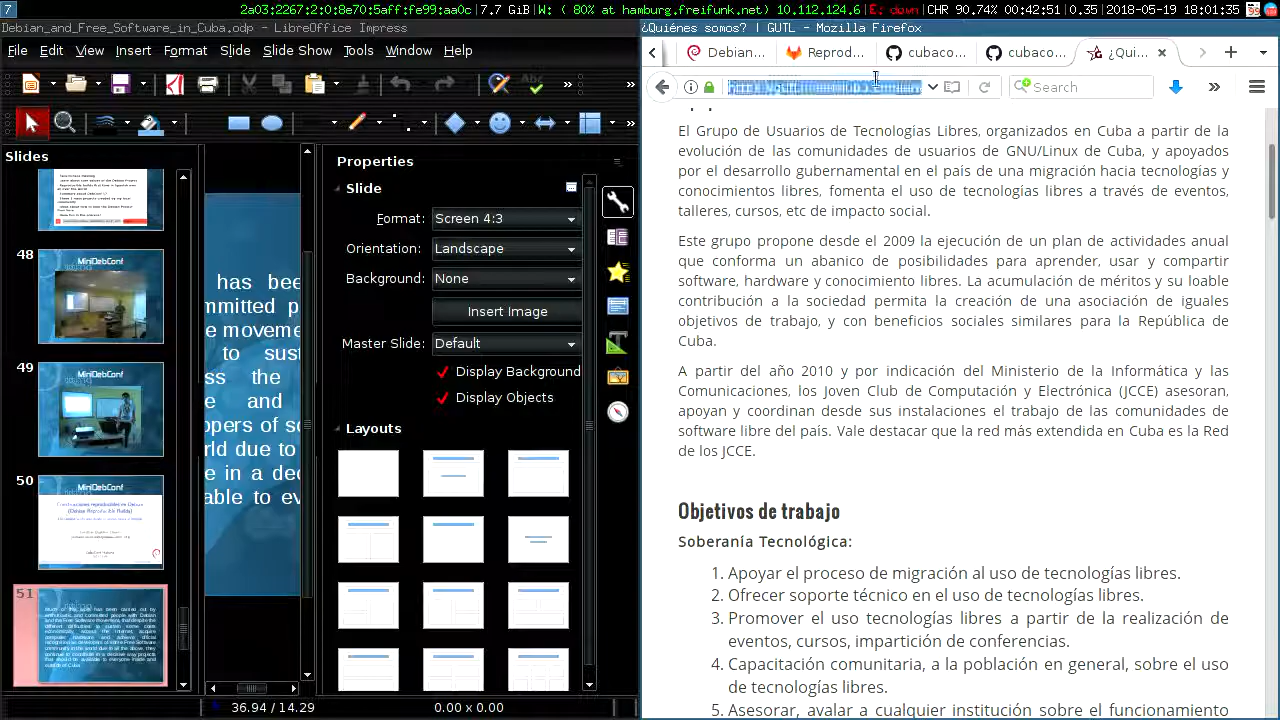 7
2a03:2267:2:0:8e70:5aff:fe99:aa0c|7.7 GiB|W: ( 80% at hamburg.freifunk.net) 10.112.124.6|E: down|CHR 90.74% 00:42:51|0.35|2018-05-19 18:01:35
Debian_and_Free_Software_in_Cuba.odp - LibreOffice Impress
File Edit View Insert Format Slide Slide Show Tools Window Help
Abc
Slides
48
MiniDebConf
49
MiniDebConf
50
MiniDebConf
51
has bee
mmitted p
e moveme
to sust
ss the
e and
opers of so
rld due to
e in a dec
able to ev
Properties
Slide
Format: Screen 4:3
Orientation: Landscape
Background: None
Insert Image
Master Slide: Default
Display Background
Display Objects
Layouts
36.94 / 14.29
0.00 x 0.00
¿Quiénes somos? | GUTL - Mozilla Firefox
Debian...
Reprod...
cubaco...
cubaco...
¿Qui...
Search
El Grupo de Usuarios de Tecnologías Libres, organizados en Cuba a partir de la
evolución de las comunidades de usuarios de GNU/Linux de Cuba, y apoyados
por el desarrollo ornamental en el país de la migración hacia tecnologías y
conocimientos libres, fomenta el uso de tecnologías libres a través de eventos,
talleres, cursos, y de impacto social.
Este grupo propone desde el 2009 la ejecución de un plan de actividades anual
que conforma un abanico de posibilidades para aprender, usar y compartir
software, hardware y conocimiento libres. La acumulación de méritos y su loable
contribución a la sociedad permita la creación de una asociación de iguales
objetivos de trabajo, y con beneficios sociales similares para la República de
Cuba.
A partir del año 2010 y por indicación del Ministerio de la Informática y las
Comunicaciones, los Joven Club de Computación y Electrónica (JCCE) asesoran,
apoyan y coordinan desde sus instalaciones el trabajo de las comunidades de
software libre del país. Vale destacar que la red más extendida en Cuba es la Red
de los JCCE.
Objetivos de trabajo
Soberanía Tecnológica:
1. Apoyar el proceso de migración al uso de tecnologías libres.
2. Ofrecer soporte técnico en el uso de tecnologías libres.
3. Promover el uso tecnologías libres a partir de la realización de
eventos e impartición de conferencias.
4. Capacitación comunitaria, a la población en general, sobre el uso
de tecnologías libres.
5. Asesorar, avalar a cualquier institución sobre el funcionamiento